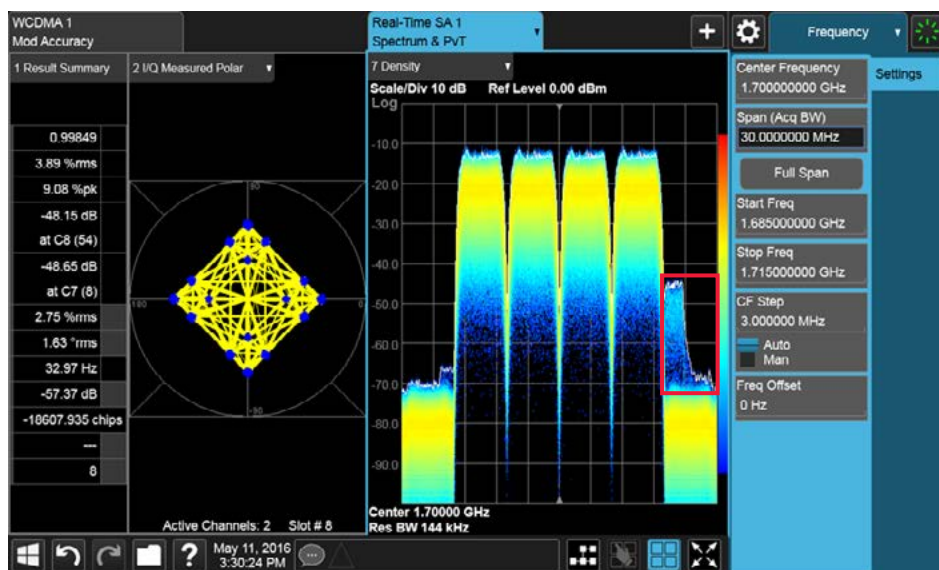 WCDMA 1
Mod Accuracy
Real-Time SA 1
Spectrum & PvT
+
Frequency
1 Result Summary
2 I/Q Measured Polar
7 Density
Scale/Div 10 dB Ref Level 0.00 dBm
Log
0.99849
3.89 %rms
9.08 %pk
-48.15 dB
at C8 (54)
-48.65 dB
at C7 (8)
2.75 %rms
1.63 °rms
32.97 Hz
-57.37 dB
-18607.935 chips
---
8
90
180
0
-90
Active Channels: 2 Slot # 8
-10.0
-20.0
-30.0
-40.0
-50.0
-60.0
-70.0
-80.0
-90.0
Center 1.70000 GHz
Res BW 144 kHz
Center Frequency
1.700000000 GHz
Span (Acq BW)
30.0000000 MHz
Full Span
Start Freq
1.685000000 GHz
Stop Freq
1.715000000 GHz
CF Step
3.000000 MHz
Auto
Man
Freq Offset
0 Hz
Settings
?
May 11, 2016
3:30:24 PM